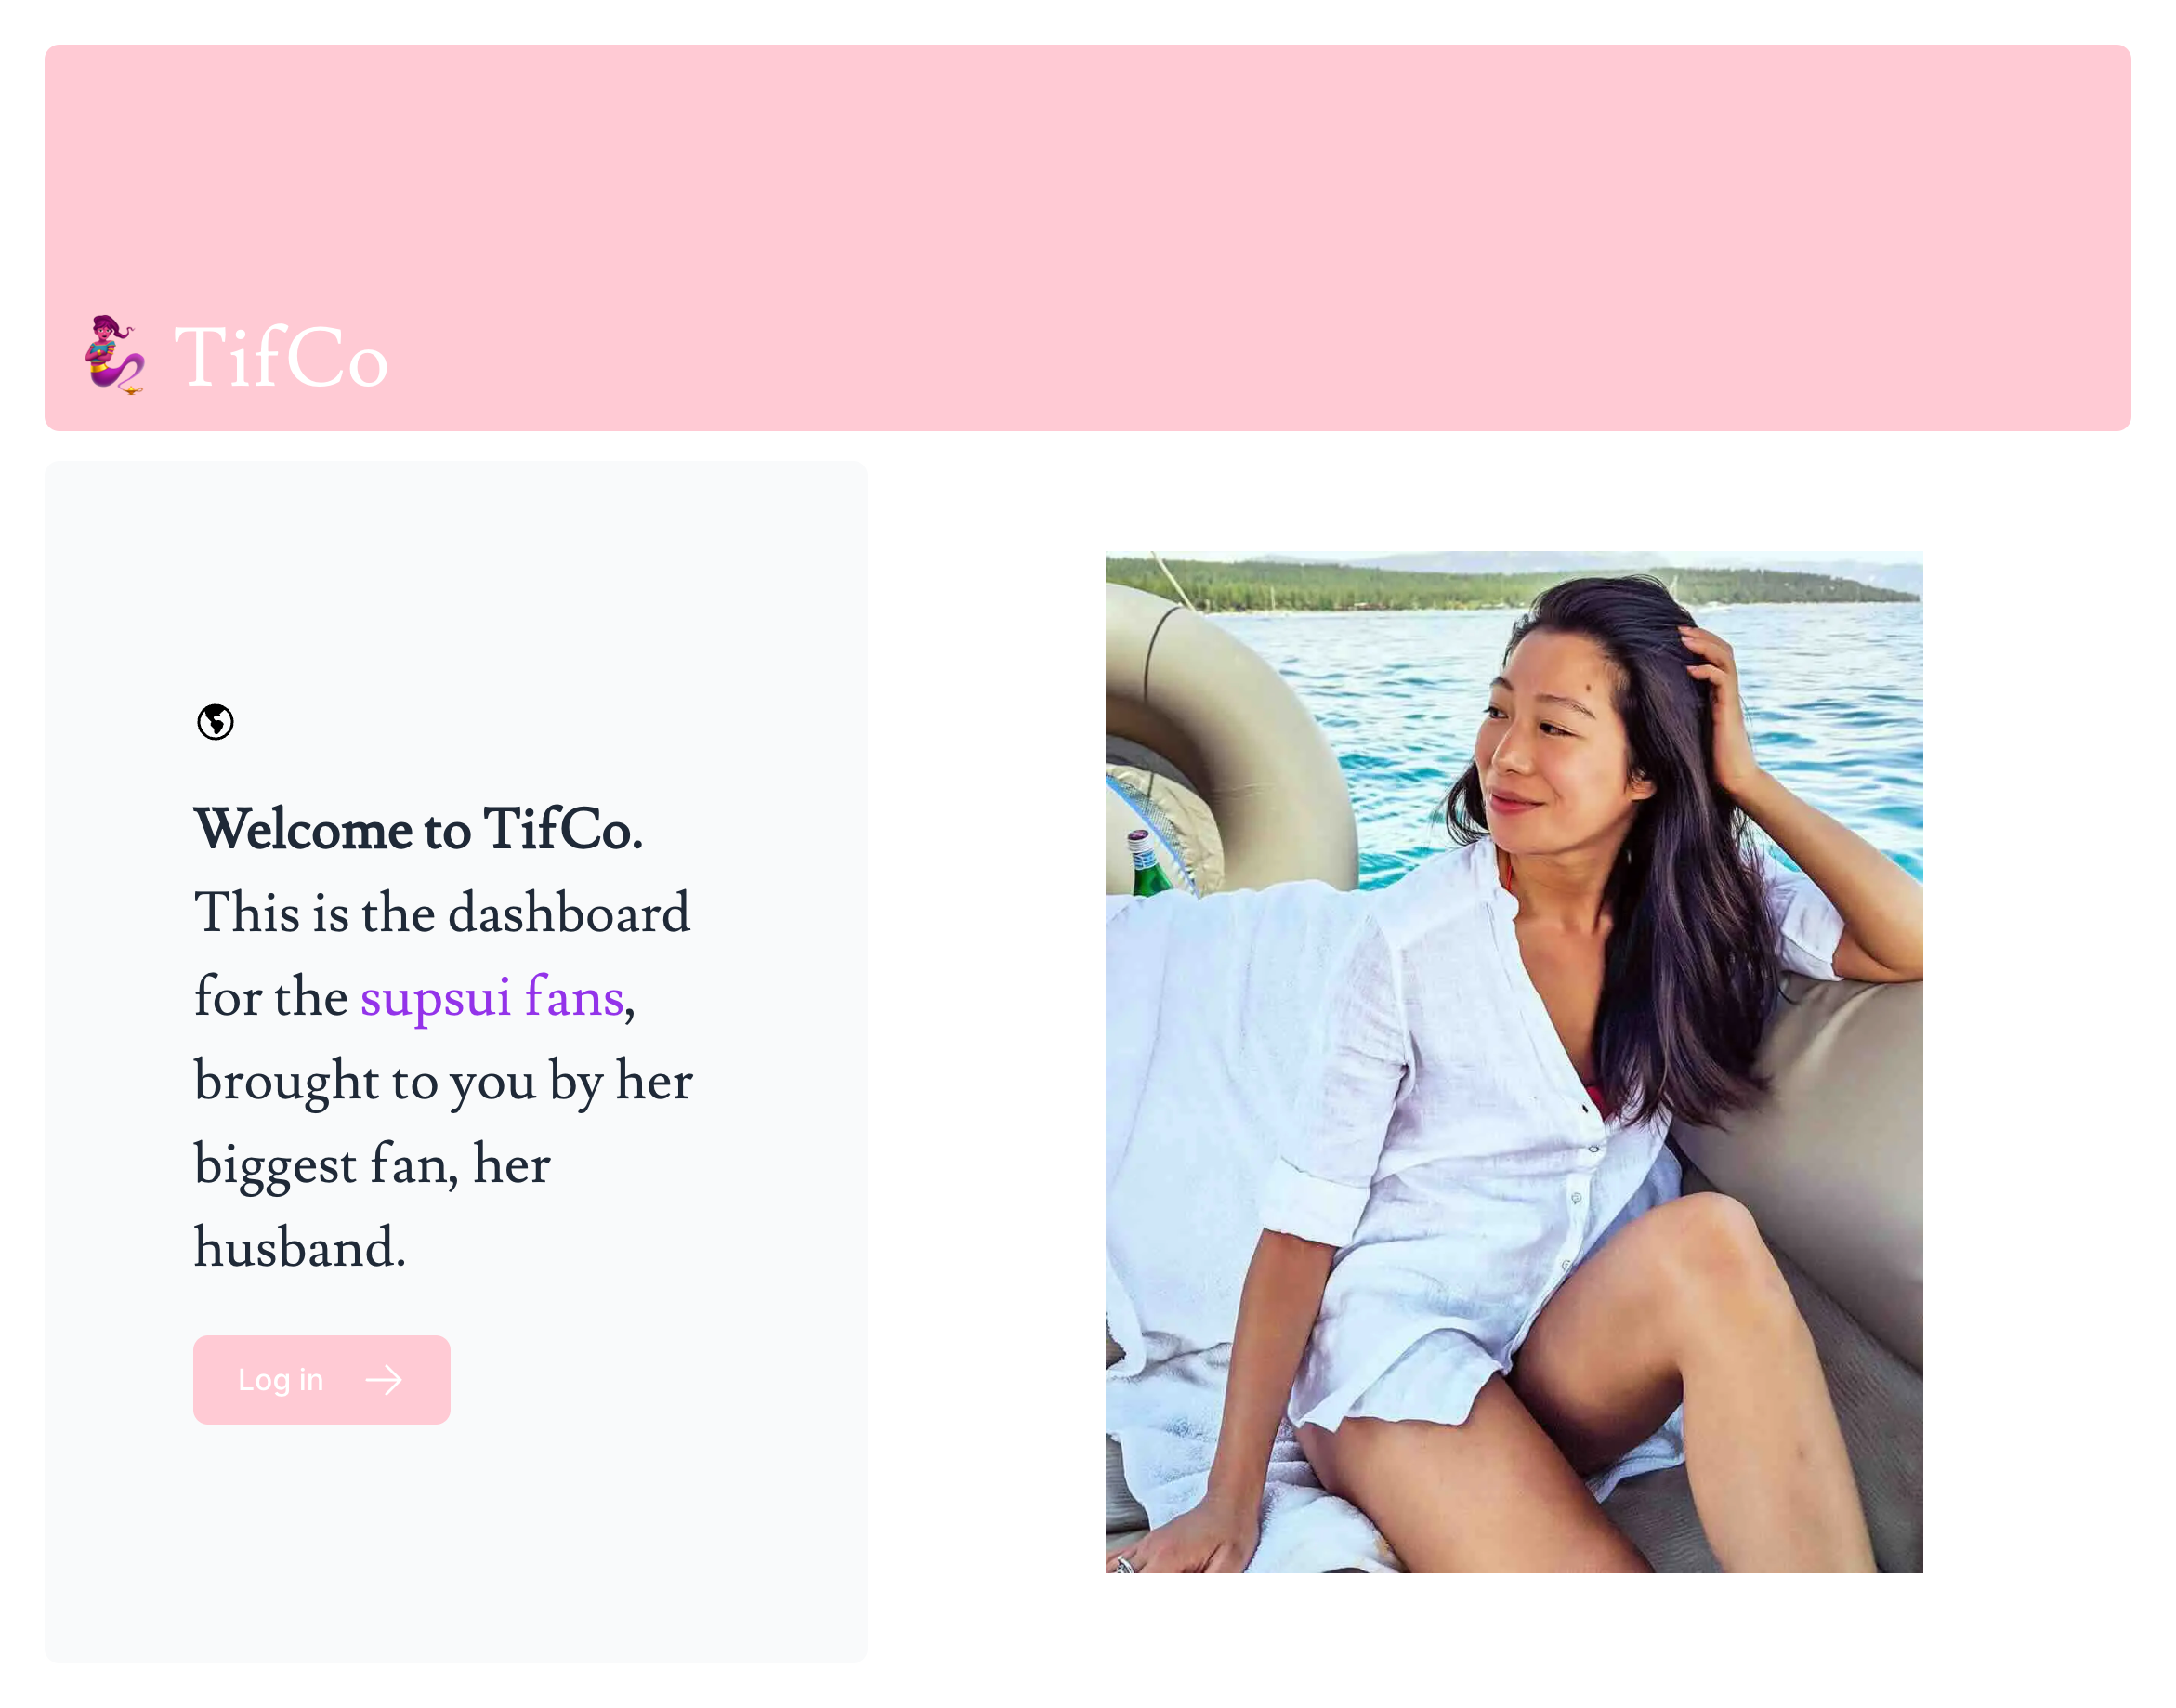 TifCo
Welcome to TifCo.
This is the dashboard
for the supsui fans,
brought to you by her
biggest fan, her
husband.
Log in